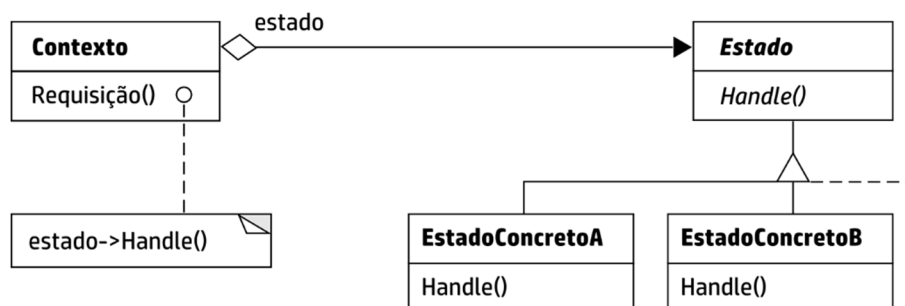 estado
Contexto
Estado
Requisição()
Handle()
estado->Handle()
EstadoConcretoA
EstadoConcretoB
Handle()
Handle()